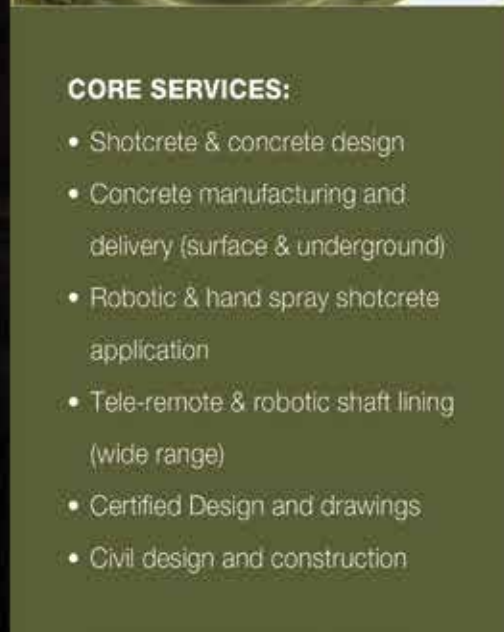 CORE SERVICES:
• Shotcrete & concrete design
• Concrete manufacturing and
delivery (surface & underground)
• Robotic & hand spray shotcrete
application
• Tele-remote & robotic shaft lining
(wide range)
• Certified Design and drawings
• Civil design and construction